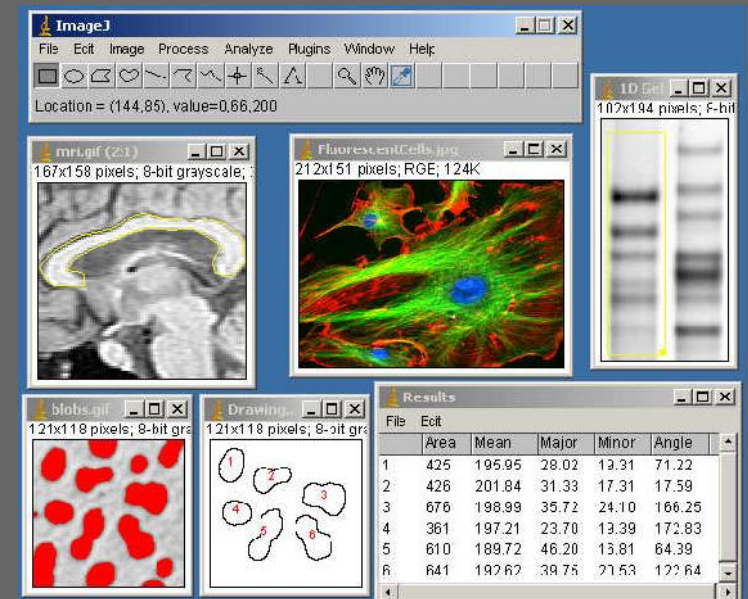 ImageJ
File Edit Image Process Analyze Plugins Window Help
Location = (144,85), value=0,66,200
1D Gel
102x194 pixels; 8-bit
mri.gif (2:1)
167x158 pixels; 8-bit grayscale;
FluorescentCells.jpg
212x151 pixels; RGB; 124K
blobs.gif
121x118 pixels; 8-bit gra
Drawing...
121x118 pixels; 8-bit gra
1
2
3
4
5
6
Results
File Edit
Area Mean Major Minor Angle
1 425 195.95 28.02 19.31 71.22
2 426 201.84 31.33 17.31 17.59
3 676 198.99 35.72 24.10 166.25
4 361 197.21 23.70 19.39 172.83
5 610 189.72 46.20 16.81 64.39
6 641 192.62 39.75 20.53 122.64